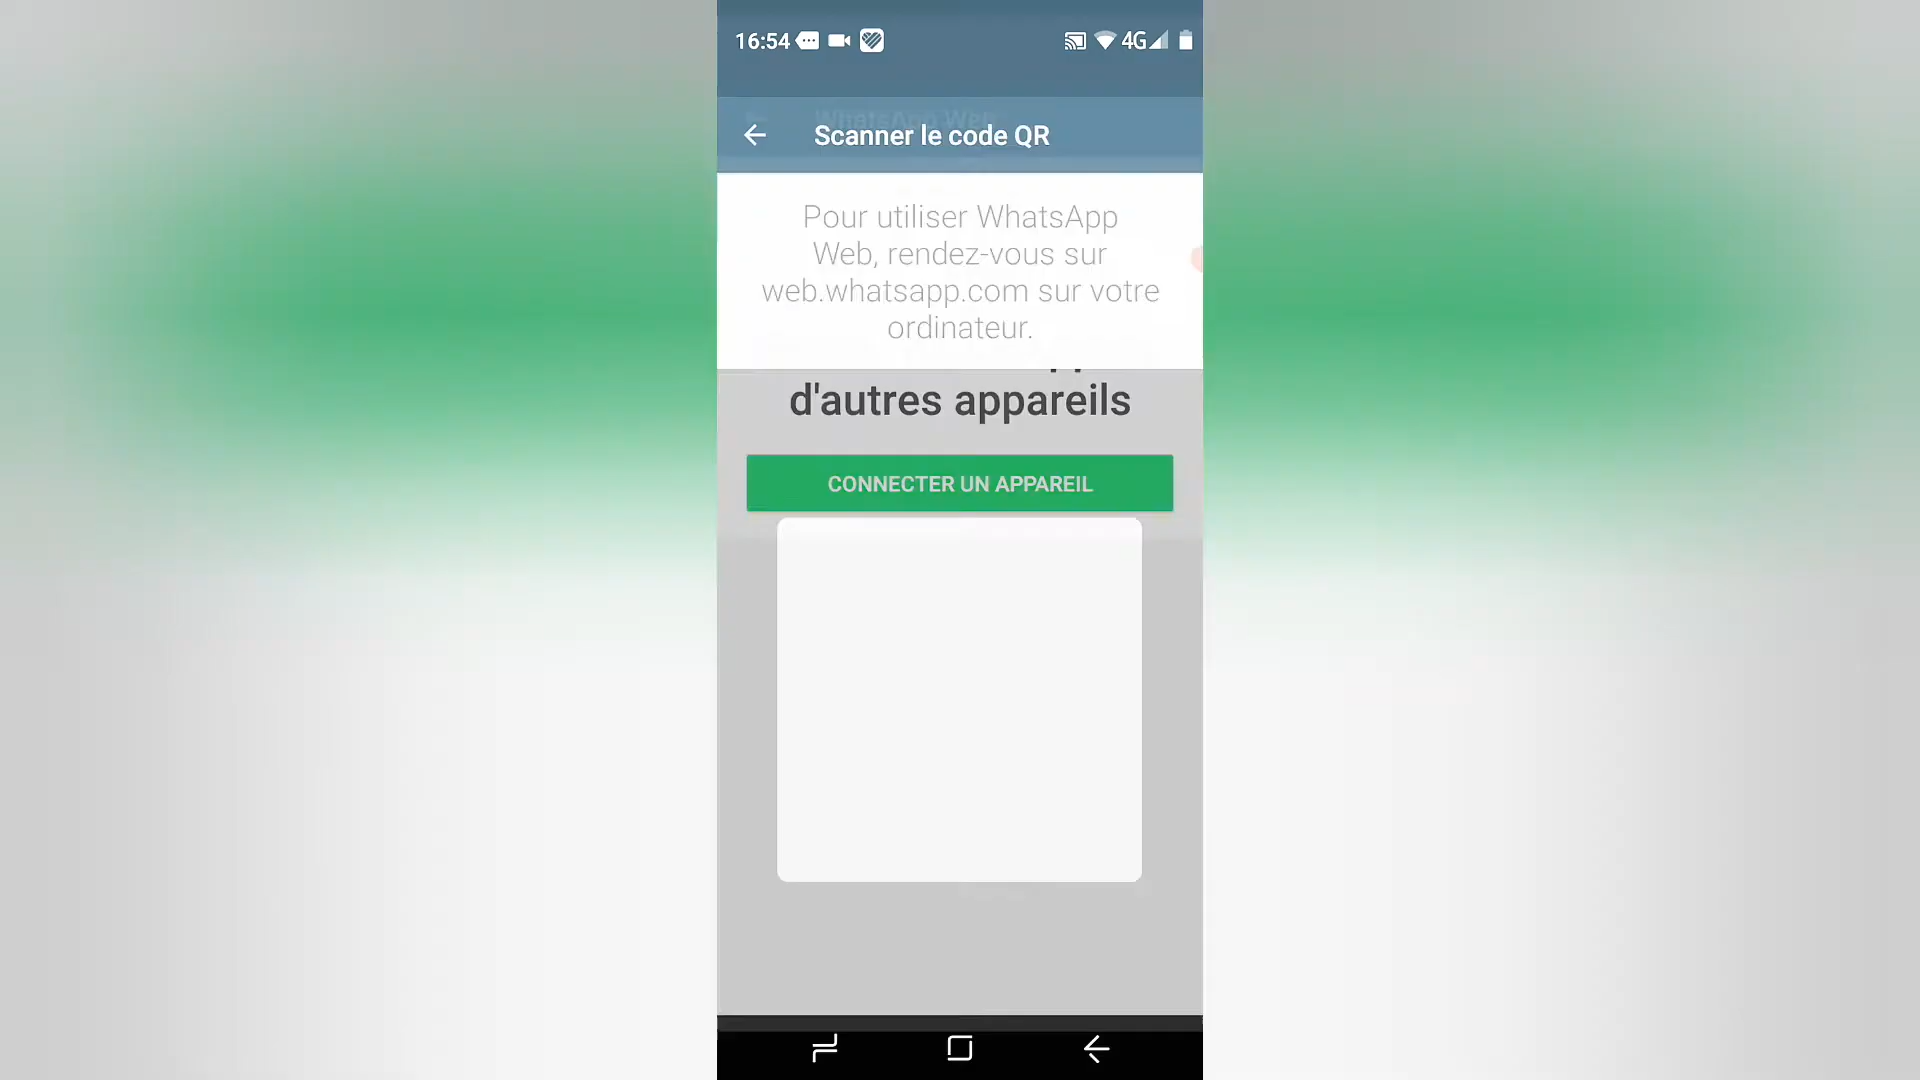 16:54
4G
Scanner le code QR
Pour utiliser WhatsApp
Web, rendez-vous sur
web.whatsapp.com sur votre
ordinateur.
d'autres appareils
CONNECTER UN APPAREIL